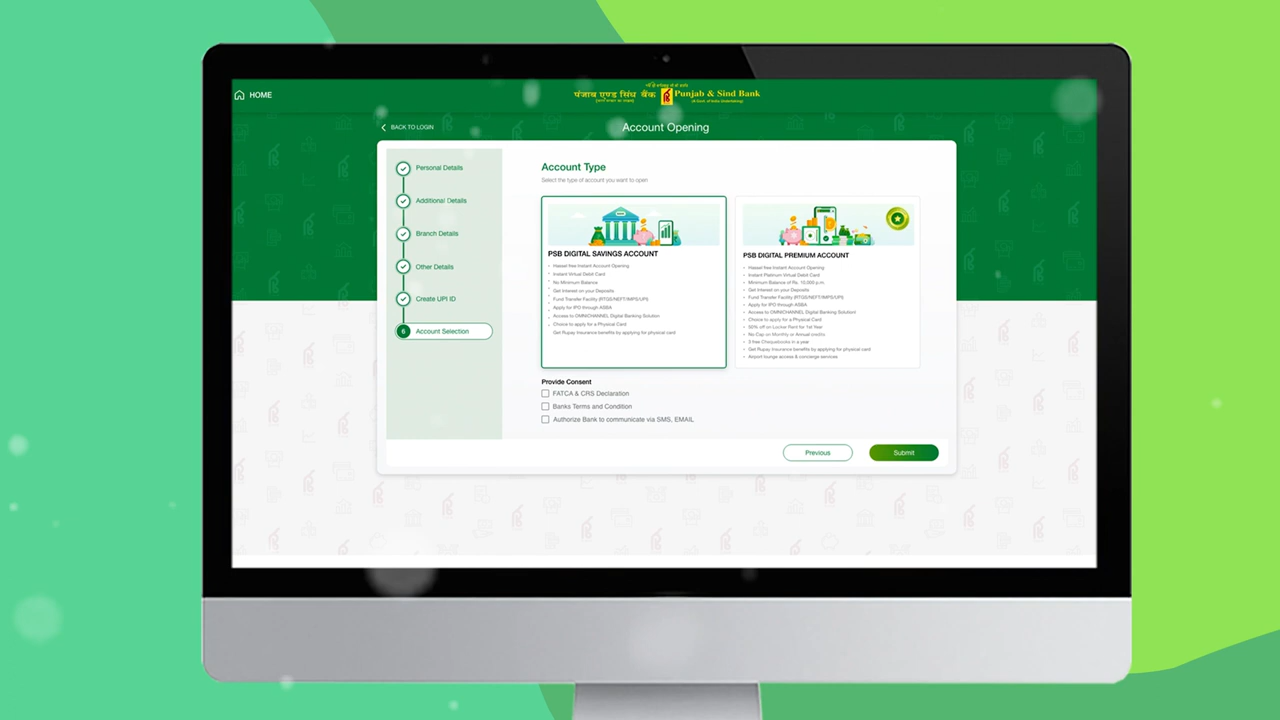 HOME
पंजाब एण्ड सिंध बैंक
Punjab & Sind Bank
(A Govt. of India Undertaking)
BACK TO LOGIN
Account Opening
Personal Details
Additional Details
Branch Details
Other Details
Create UPI ID
6 Account Selection
Account Type
Select the type of account you want to open
PSB DIGITAL SAVINGS ACCOUNT
Hassel free Instant Account Opening
Instant Virtual Debit Card
No Minimum Balance
Get Interest on your Deposits
Fund Transfer Facility (RTGS/NEFT/IMPS/UPI)
Apply for IPO through ASBA
Access to OMNICHANNEL Digital Banking Solution
Choice to apply for a Physical Card
Get Rupay Insurance benefits by applying for physical card
PSB DIGITAL PREMIUM ACCOUNT
Hassel free Instant Account Opening
Instant Platinum Virtual Debit Card
Minimum Balance of Rs. 10,000 p.m.
Get Interest on your Deposits
Fund Transfer Facility (RTGS/NEFT/IMPS/UPI)
Apply for IPO through ASBA
Access to OMNICHANNEL Digital Banking Solution!
Choice to apply for a Physical Card
50% off on Locker Rent for 1st Year
No Cap on Monthly or Annual credits
3 free Chequebooks in a year
Get Rupay Insurance benefits by applying for physical card
Airport lounge access & concierge services
Provide Consent
FATCA & CRS Declaration
Banks Terms and Condition
Authorize Bank to communicate via SMS, EMAIL
Previous
Submit